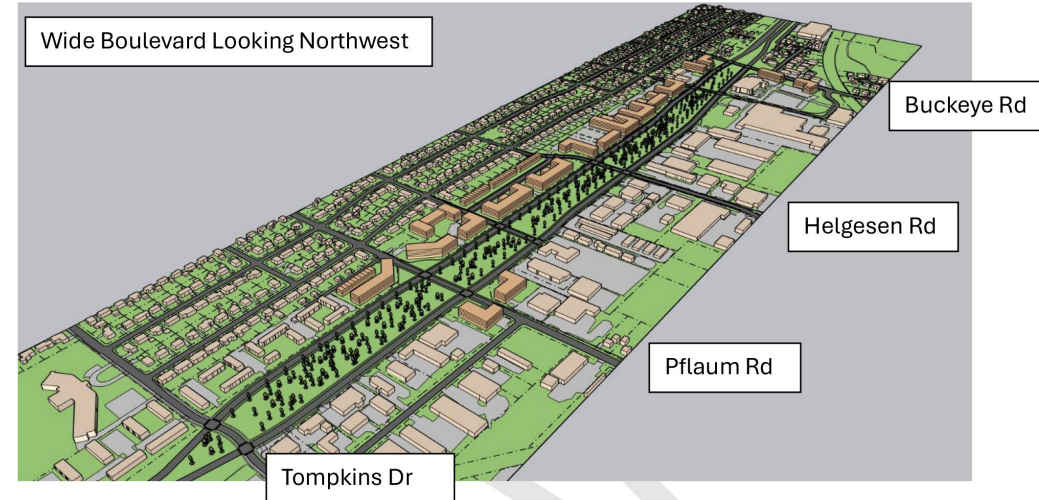 Wide Boulevard Looking Northwest
Buckeye Rd
Helgesen Rd
Pflaum Rd
Tompkins Dr